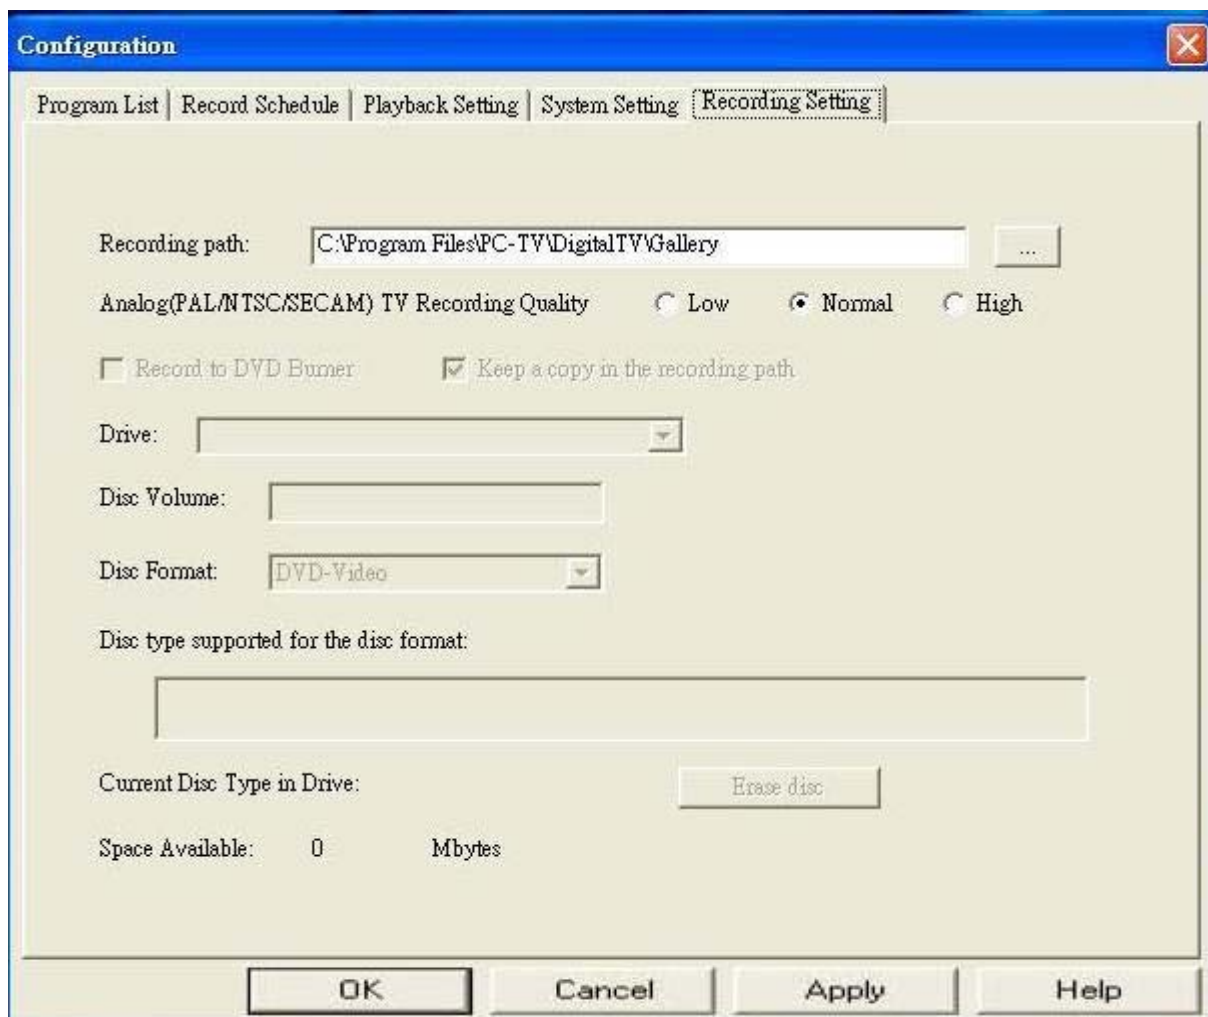 Configuration
Program List Record Schedule Playback Setting System Setting Recording Setting
Recording path: C:\Program Files\PC-TV\DigitalTV\Gallery ...
Analog(PAL/NTSC/SECAM) TV Recording Quality Low Normal High
Record to DVD Burner Keep a copy in the recording path
Drive:
Disc Volume:
Disc Format: DVD-Video
Disc type supported for the disc format:
Current Disc Type in Drive: Erase disc
Space Available: 0 Mbytes
OK Cancel Apply Help